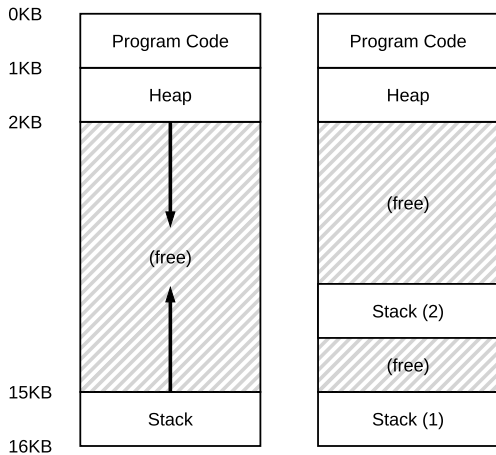 0KB
Program Code
1KB
Heap
2KB
(free)
15KB
Stack
16KB
Program Code
Heap
(free)
Stack (2)
(free)
Stack (1)